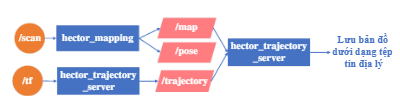 /scan
hector_mapping
/map
/pose
/tf
hector_trajectory
_server
/trajectory
hector_trajectory
_server
Lưu bản đồ
dưới dạng tệp
tin địa lý